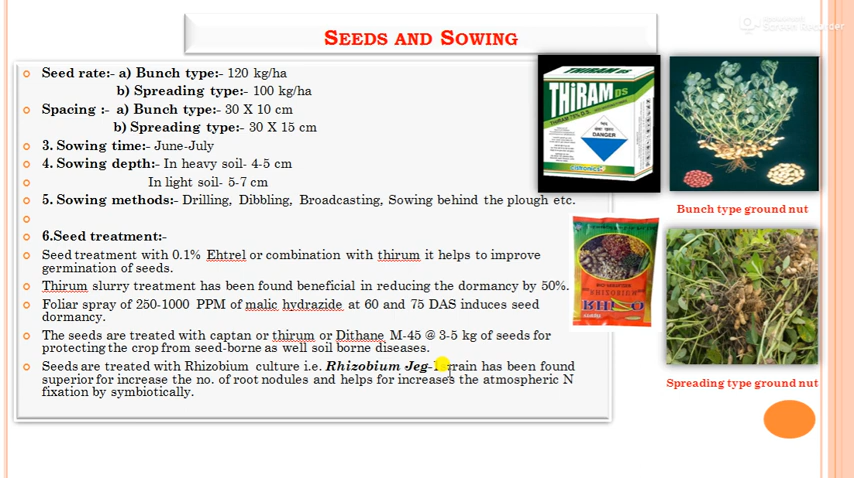 SEEDS AND SOWING
Seed rate:- a) Bunch type:- 120 kg/ha
b) Spreading type:- 100 kg/ha
Spacing :- a) Bunch type:- 30 X 10 cm
b) Spreading type:- 30 X 15 cm
3. Sowing time:- June-July
4. Sowing depth:- In heavy soil- 4-5 cm
In light soil- 5-7 cm
5. Sowing methods:- Drilling, Dibbling, Broadcasting, Sowing behind the plough etc.
6.Seed treatment:-
Seed treatment with 0.1% Ehtrel or combination with thirum it helps to improve
germination of seeds.
Thirum slurry treatment has been found beneficial in reducing the dormancy by 50%.
Foliar spray of 250-1000 PPM of malic hydrazide at 60 and 75 DAS induces seed
dormancy.
The seeds are treated with captan or thirum or Dithane M-45 @ 3-5 kg of seeds for
protecting the crop from seed-borne as well soil borne diseases.
Seeds are treated with Rhizobium culture i.e. Rhizobium Jeg- has been found
superior for increase the no. of root nodules and helps for increases the atmospheric N
fixation by symbiotically.
THIRAM DS
THIRAM DS
DANGER
RHIZOBIUM
Bunch type ground nut
Spreading type ground nut
Screen Recorder